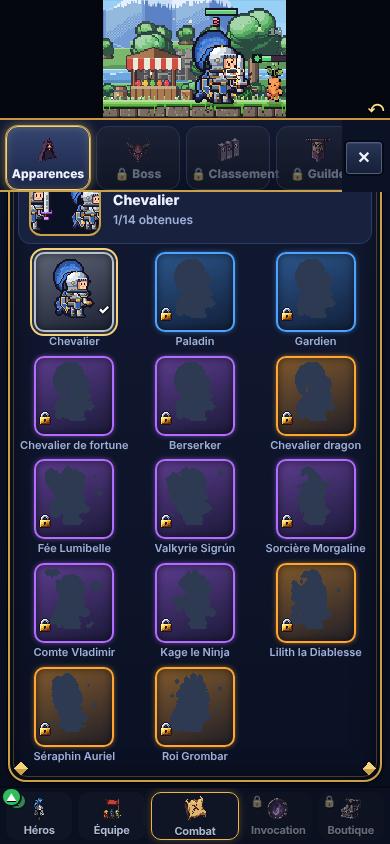 Apparences
Boss
Classement
Guilde
Chevalier
1/14 obtenues
Chevalier
Paladin
Gardien
Chevalier de fortune
Berserker
Chevalier dragon
Fée Lumibelle
Valkyrie Sigrún
Sorcière Morgaline
Comte Vladimir
Kage le Ninja
Lilith la Diablesse
Séraphin Auriel
Roi Grombar
Héros
Équipe
Combat
Invocation
Boutique